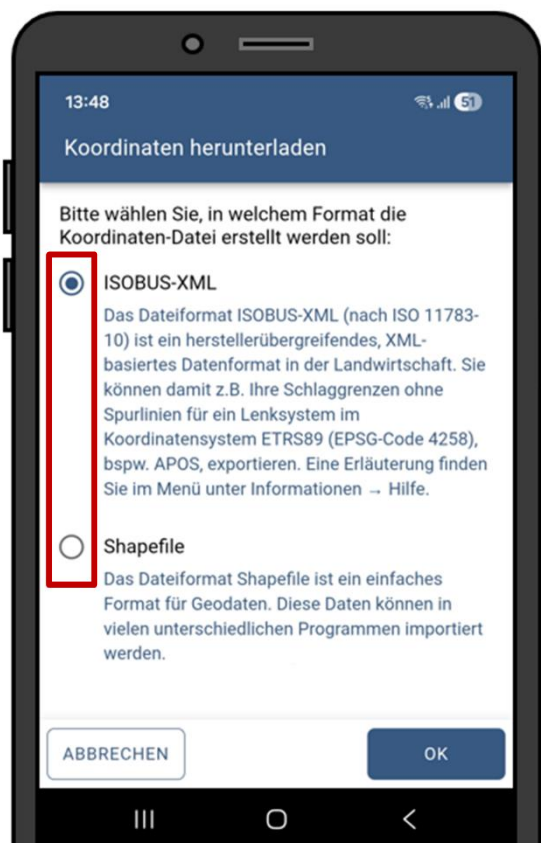 13:48
51
Koordinaten herunterladen
Bitte wählen Sie, in welchem Format die
Koordinaten-Datei erstellt werden soll:
ISOBUS-XML
Das Dateiformat ISOBUS-XML (nach ISO 11783-
10) ist ein herstellerübergreifendes, XML-
basiertes Datenformat in der Landwirtschaft. Sie
können damit z.B. Ihre Schlaggrenzen ohne
Spurlinien für ein Lenksystem im
Koordinatensystem ETRS89 (EPSG-Code 4258),
bspw. APOS, exportieren. Eine Erläuterung finden
Sie im Menü unter Informationen → Hilfe.
Shapefile
Das Dateiformat Shapefile ist ein einfaches
Format für Geodaten. Diese Daten können in
vielen unterschiedlichen Programmen importiert
werden.
ABBRECHEN
OK